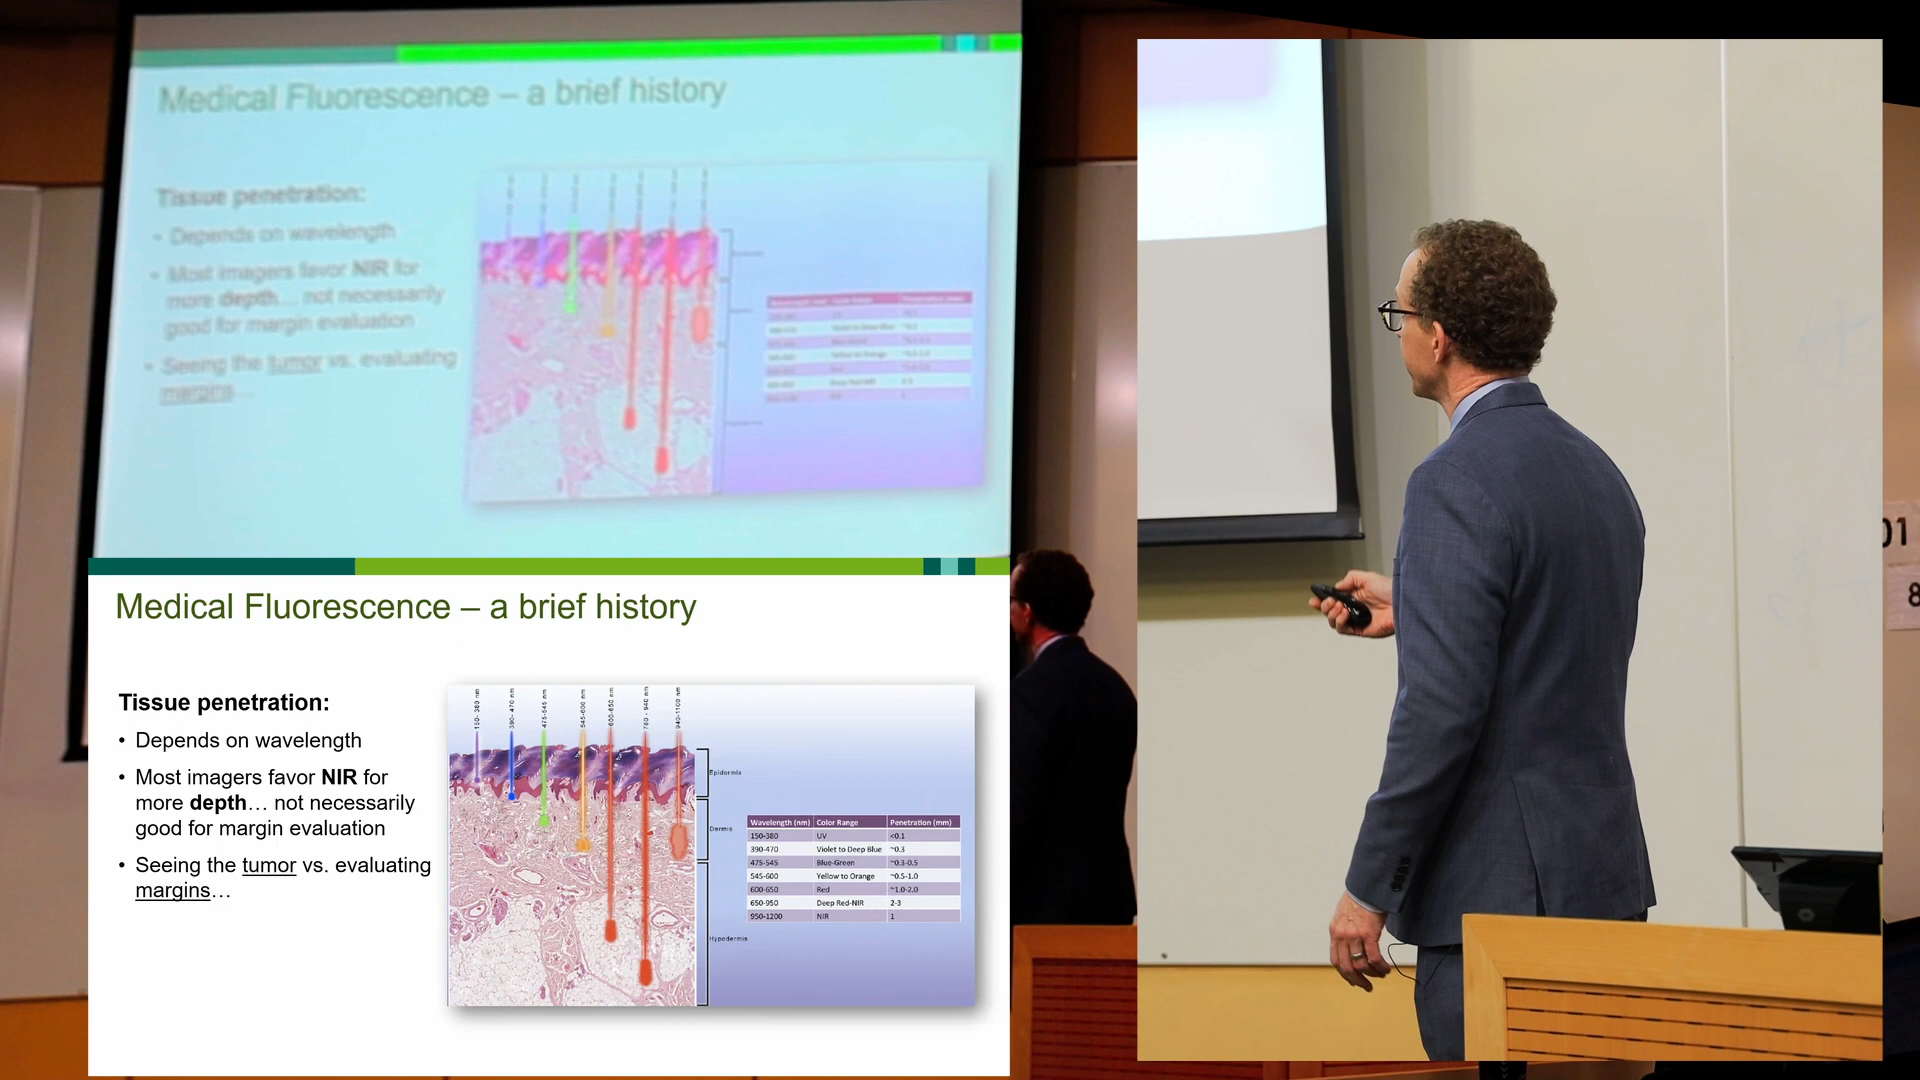 Medical Fluorescence – a brief history
Tissue penetration:
• Depends on wavelength
• Most imagers favor NIR for
more depth... not necessarily
good for margin evaluation
• Seeing the tumor vs. evaluating
margins...
Medical Fluorescence – a brief history
Tissue penetration:
• Depends on wavelength
• Most imagers favor NIR for
more depth... not necessarily
good for margin evaluation
• Seeing the tumor vs. evaluating
margins...
150- 380 nm
390- 470 nm
475-545 nm
545-600 nm
600-650 nm
780 - 940 nm
940-1100 nm
Epidermis
Dermis
Hypodermis
Wavelength (nm) Color Range Penetration (mm)
150-380 UV <0.1
390-470 Violet to Deep Blue ~0.3
475-545 Blue-Green ~0.3-0.5
545-600 Yellow to Orange ~0.5-1.0
600-650 Red ~1.0-2.0
650-950 Deep Red-NIR 2-3
950-1200 NIR 1
01
8